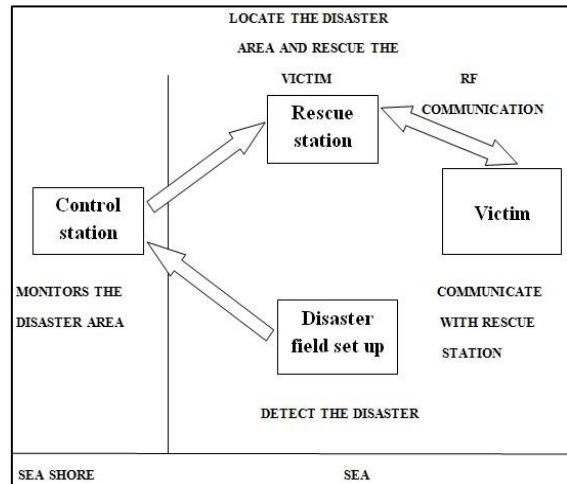 LOCATE THE DISASTER
AREA AND RESCUE THE
VICTIM
RF
COMMUNICATION
Rescue
station
Control
station
Victim
MONITORS THE
DISASTER AREA
Disaster
field set up
COMMUNICATE
WITH RESCUE
STATION
DETECT THE DISASTER
SEA SHORE
SEA